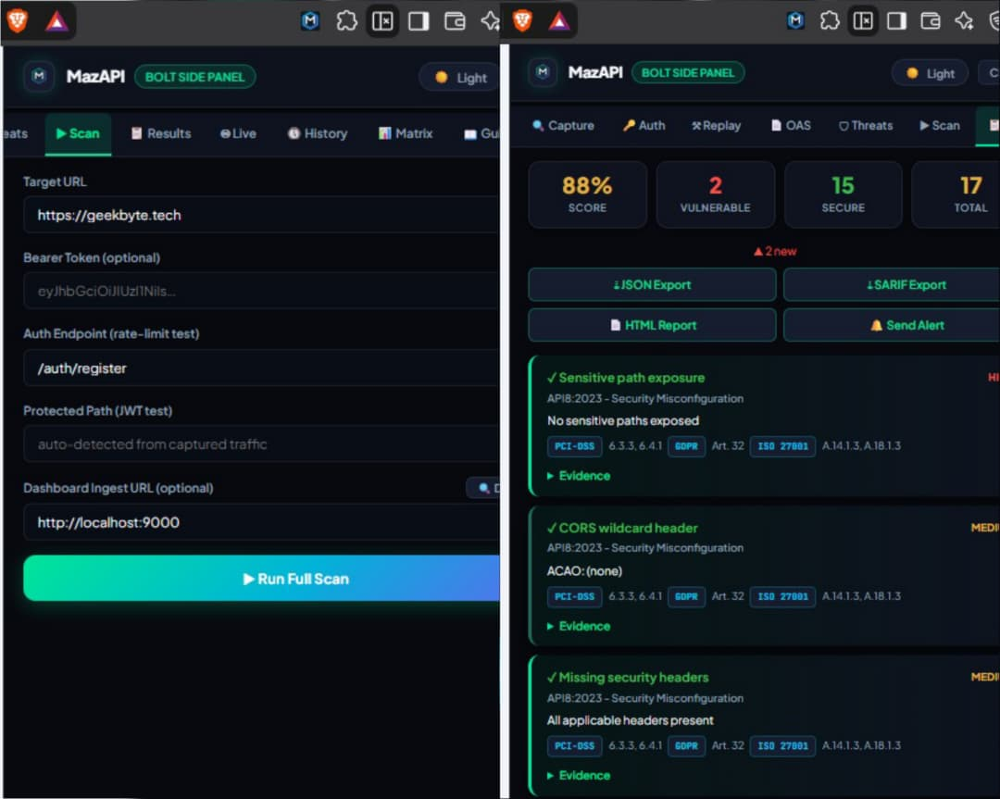 MazAPI BOLT SIDE PANEL Light
eats Scan Results Live History Matrix Gu
Target URL
https://geekbyte.tech
Bearer Token (optional)
eyJhbGciOiJIUzI1NiIs...
Auth Endpoint (rate-limit test)
/auth/register
Protected Path (JWT test)
auto-detected from captured traffic
Dashboard Ingest URL (optional) D
http://localhost:9000
▶ Run Full Scan
MazAPI BOLT SIDE PANEL Light C
Capture Auth Replay OAS Threats ▶ Scan
88% 2 15 17
SCORE VULNERABLE SECURE TOTAL
▲ 2 new
↓JSON Export ↓SARIF Export
HTML Report Send Alert
✓ Sensitive path exposure HI
API8:2023 - Security Misconfiguration
No sensitive paths exposed
PCI-DSS 6.3.3, 6.4.1 GDPR Art. 32 ISO 27001 A.14.1.3, A.18.1.3
▶ Evidence
✓ CORS wildcard header MEDI
API8:2023 - Security Misconfiguration
ACAO: (none)
PCI-DSS 6.3.3, 6.4.1 GDPR Art. 32 ISO 27001 A.14.1.3, A.18.1.3
▶ Evidence
✓ Missing security headers MEDI
API8:2023 - Security Misconfiguration
All applicable headers present
PCI-DSS 6.3.3, 6.4.1 GDPR Art. 32 ISO 27001 A.14.1.3, A.18.1.3
▶ Evidence